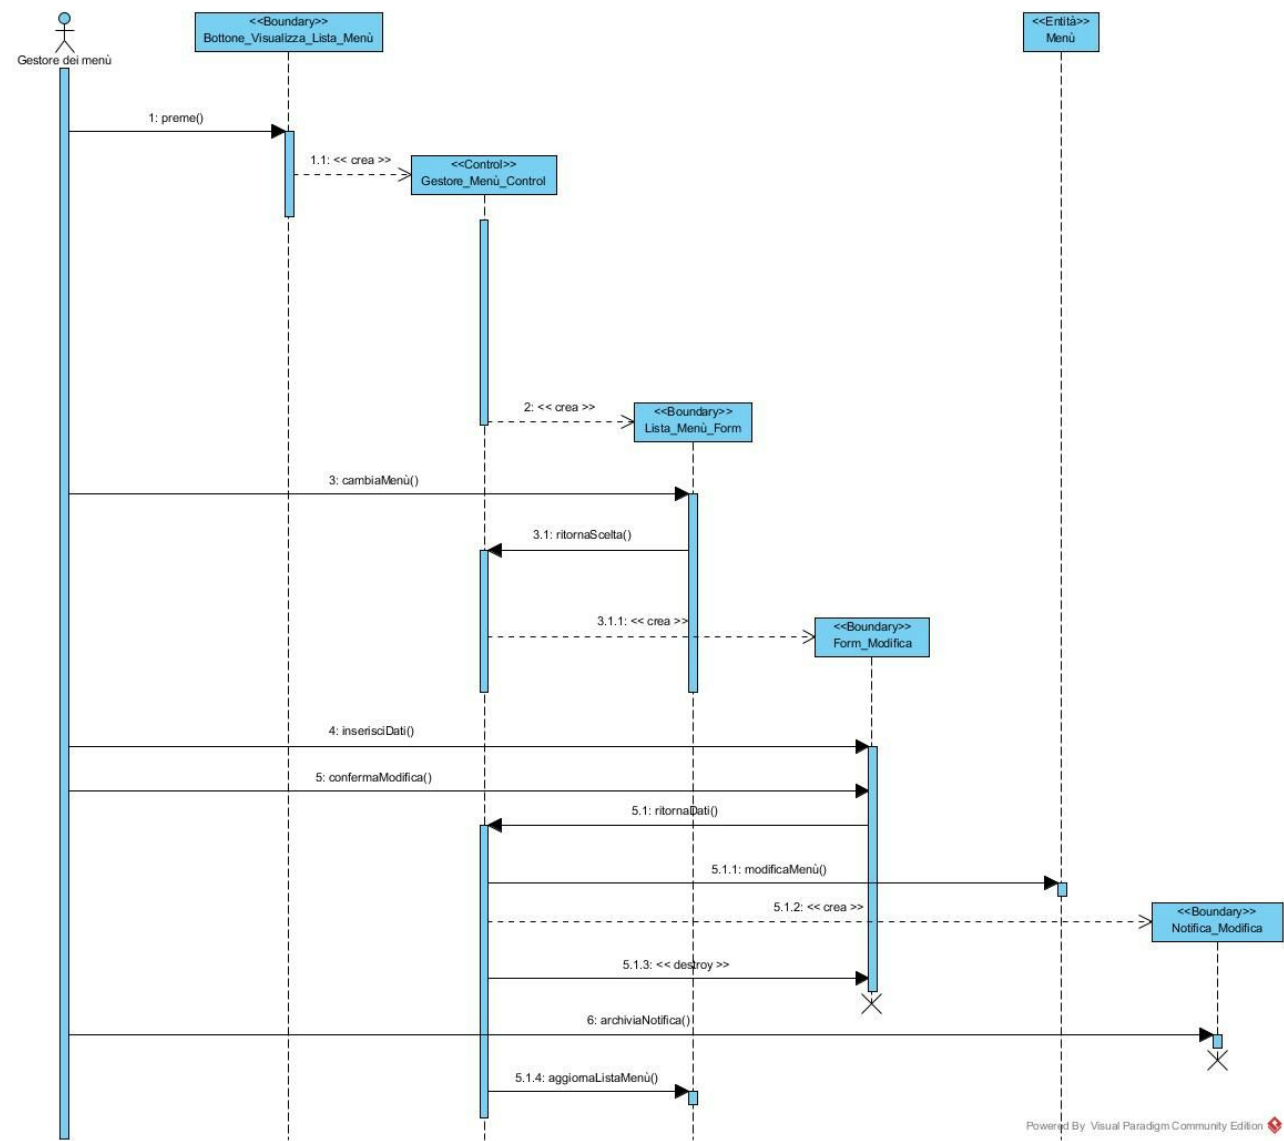 <<Boundary>>
Bottone_Visualizza_Lista_Menù
<<Entità>>
Menù
Gestore dei menù
1: preme()
1.1: << crea >>
<<Control>>
Gestore_Menù_Control
2: << crea >>
<<Boundary>>
Lista_Menù_Form
3: cambiaMenù()
3.1: ritornaScelta()
3.1.1: << crea >>
<<Boundary>>
Form_Modifica
4: inserisciDati()
5: confermaModifica()
5.1: ritornaDati()
5.1.1: modificaMenù()
5.1.2: << crea >>
<<Boundary>>
Notifica_Modifica
5.1.3: << destroy >>
6: archiviaNotifica()
5.1.4: aggiornaListaMenù()
Powered By Visual Paradigm Community Edition